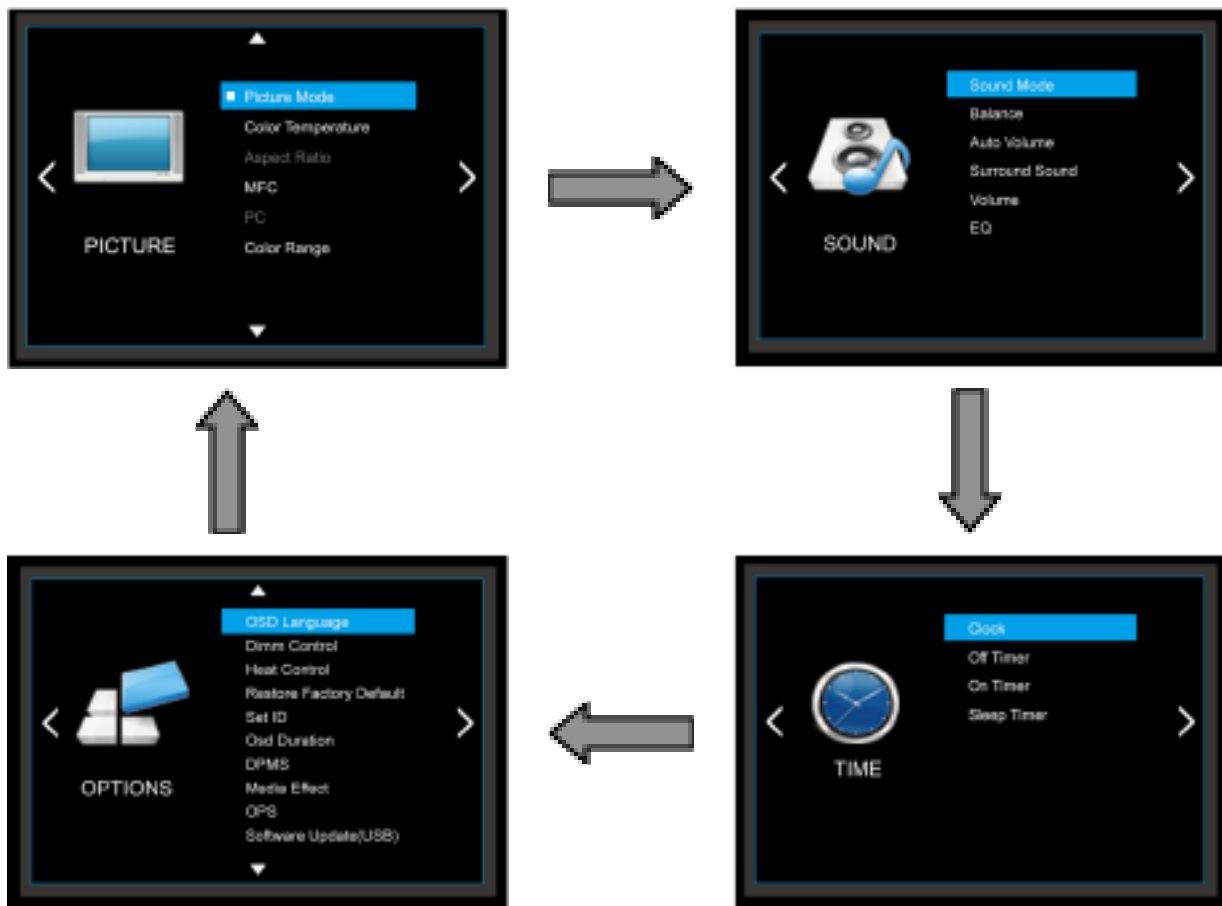 PICTURE
Picture Mode
Color Temperature
Aspect Ratio
MFC
PC
Color Range
SOUND
Sound Mode
Balance
Auto Volume
Surround Sound
Volume
EQ
OPTIONS
OSD Language
Dimm Control
Heat Control
Restore Factory Default
Set ID
Osd Duration
DPMS
Media Effect
OPS
Software Update(USB)
TIME
Clock
Off Timer
On Timer
Sleep Timer